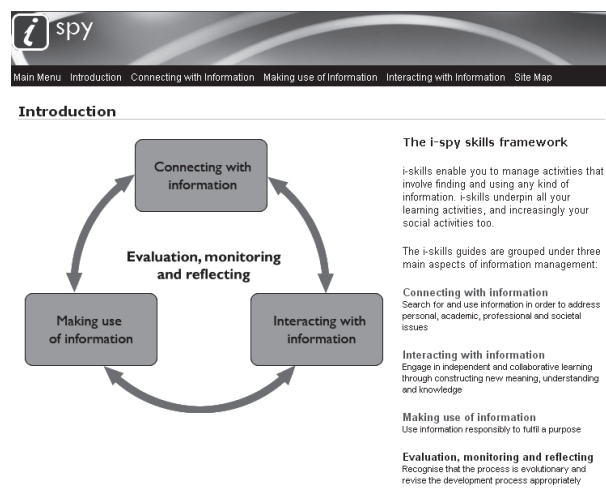 i spy
Main Menu Introduction Connecting with Information Making use of Information Interacting with Information Site Map
Introduction
Connecting with
information
Evaluation, monitoring
and reflecting
Making use
of information
Interacting with
information
The i-spy skills framework
i-skills enable you to manage activities that
involve finding and using any kind of
information. i-skills underpin all your
learning activities, and increasingly your
social activities too.
The i-skills guides are grouped under three
main aspects of information management:
Connecting with information
Search for and use information in order to address
personal, academic, professional and societal
issues
Interacting with information
Engage in independent and collaborative learning
through constructing new meaning, understanding
and knowledge
Making use of information
Use information responsibly to fulfil a purpose
Evaluation, monitoring and reflecting
Recognise that the process is evolutionary and
revise the development process appropriately